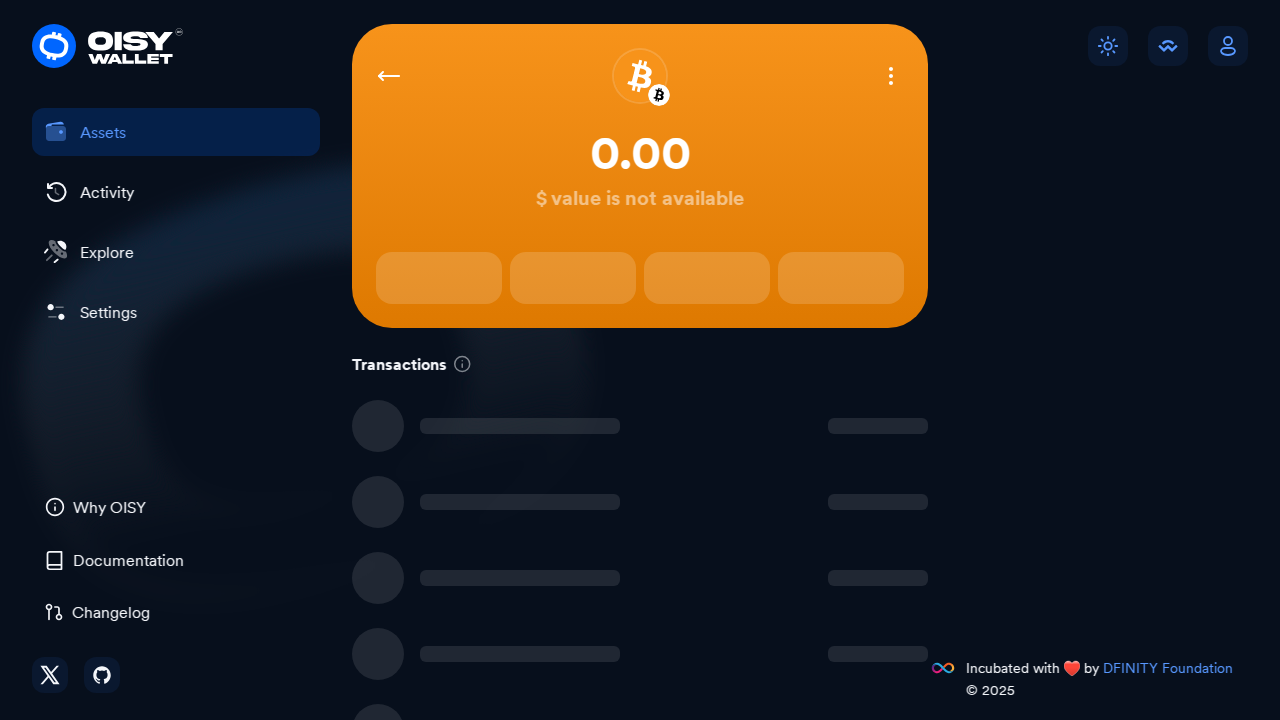 OISY
WALLET
Assets
Activity
Explore
Settings
Why OISY
Documentation
Changelog
0.00
$ value is not available
Transactions
Incubated with ❤️ by DFINITY Foundation
© 2025